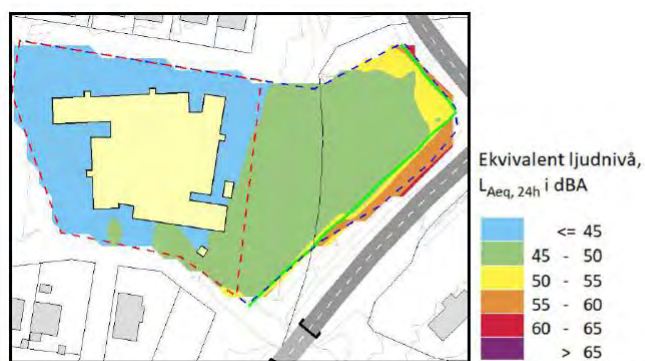 Ekvivalent ljudnivå,
LAeq, 24h i dBA
<= 45
45 - 50
50 - 55
55 - 60
60 - 65
> 65